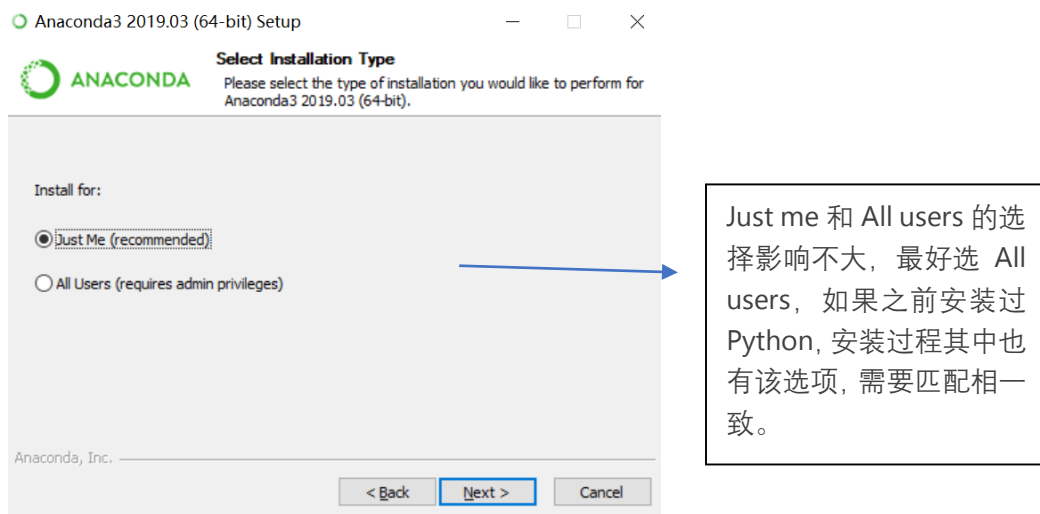 Anaconda3 2019.03 (64-bit) Setup
ANACONDA
Select Installation Type
Please select the type of installation you would like to perform for
Anaconda3 2019.03 (64-bit).
Install for:
Just Me (recommended)
All Users (requires admin privileges)
Anaconda, Inc.
< Back
Next >
Cancel
Just me 和 All users 的选
择影响不大，最好选 All
users，如果之前安装过
Python，安装过程其中也
有该选项，需要匹配相一
致。